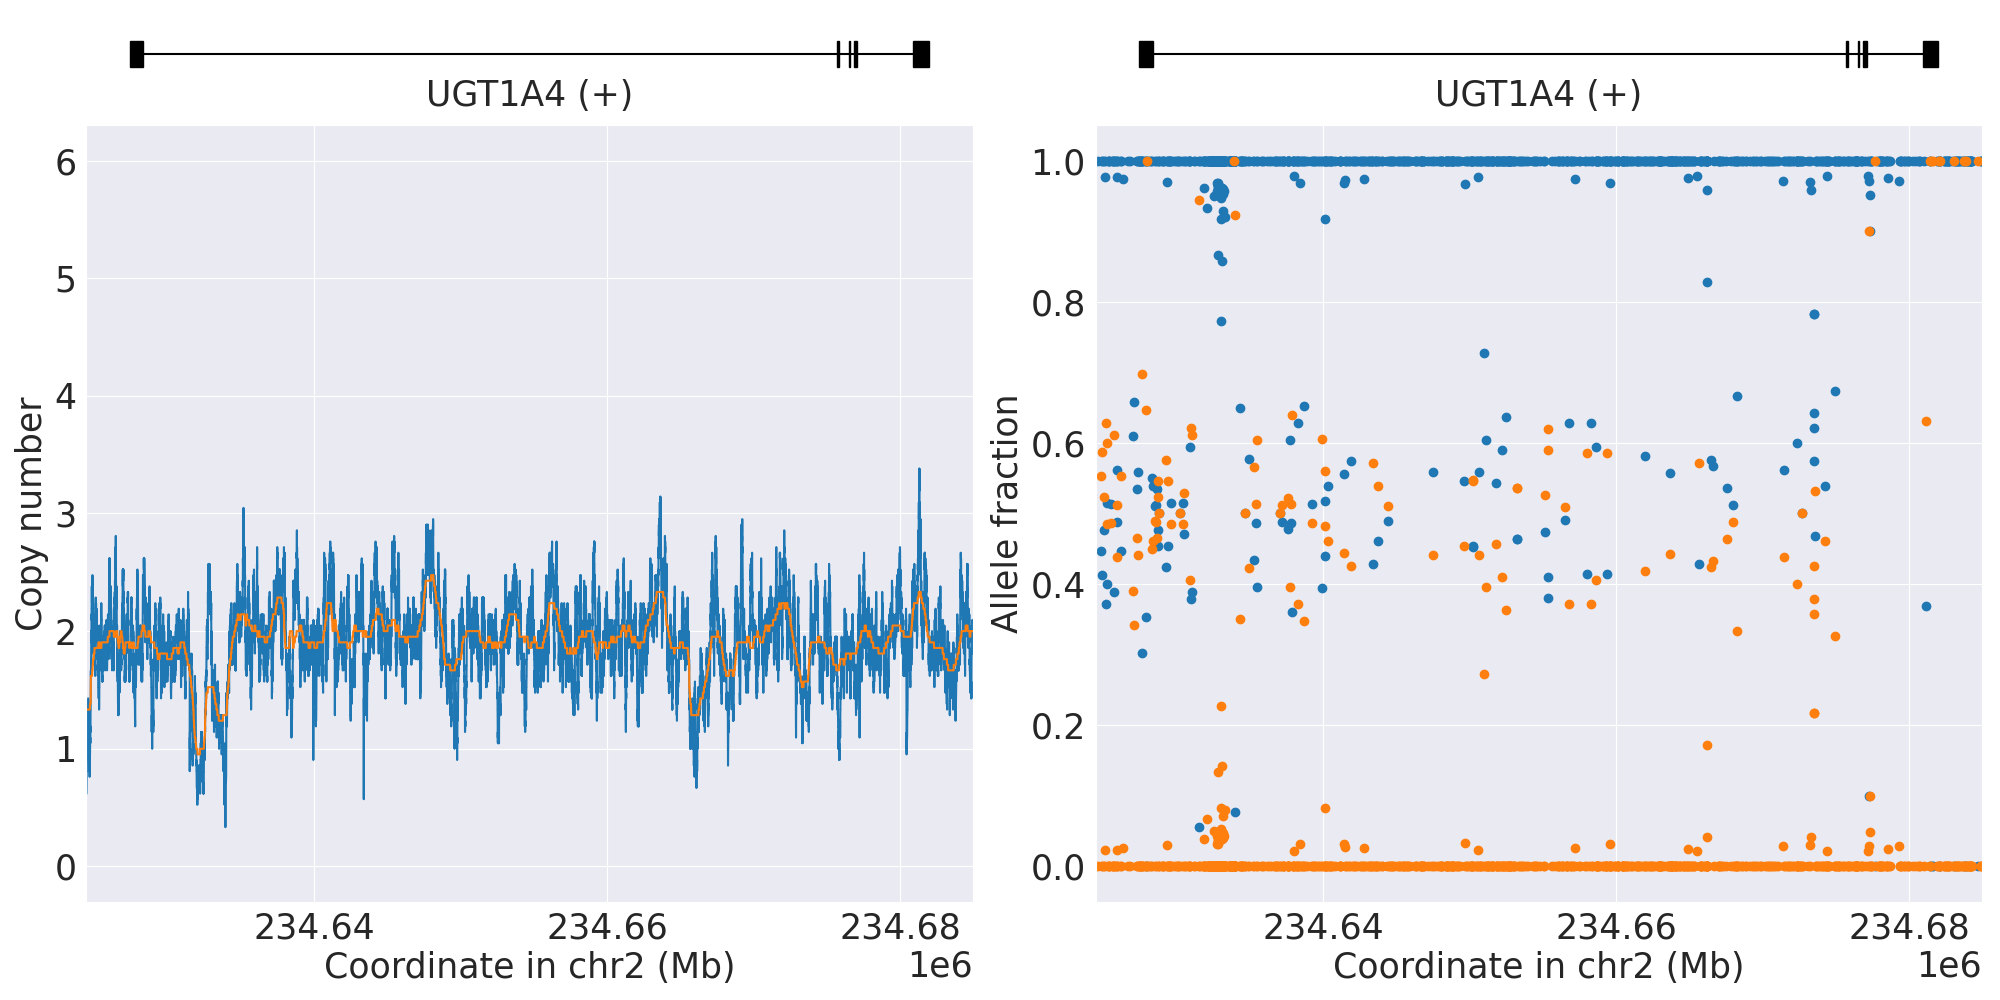 UGT1A4 (+)
6
5
4
3
2
1
0
Copy number
234.64
234.66
234.68
Coordinate in chr2 (Mb)
1e6
UGT1A4 (+)
1.0
0.8
0.6
0.4
0.2
0.0
Allele fraction
234.64
234.66
234.68
Coordinate in chr2 (Mb)
1e6